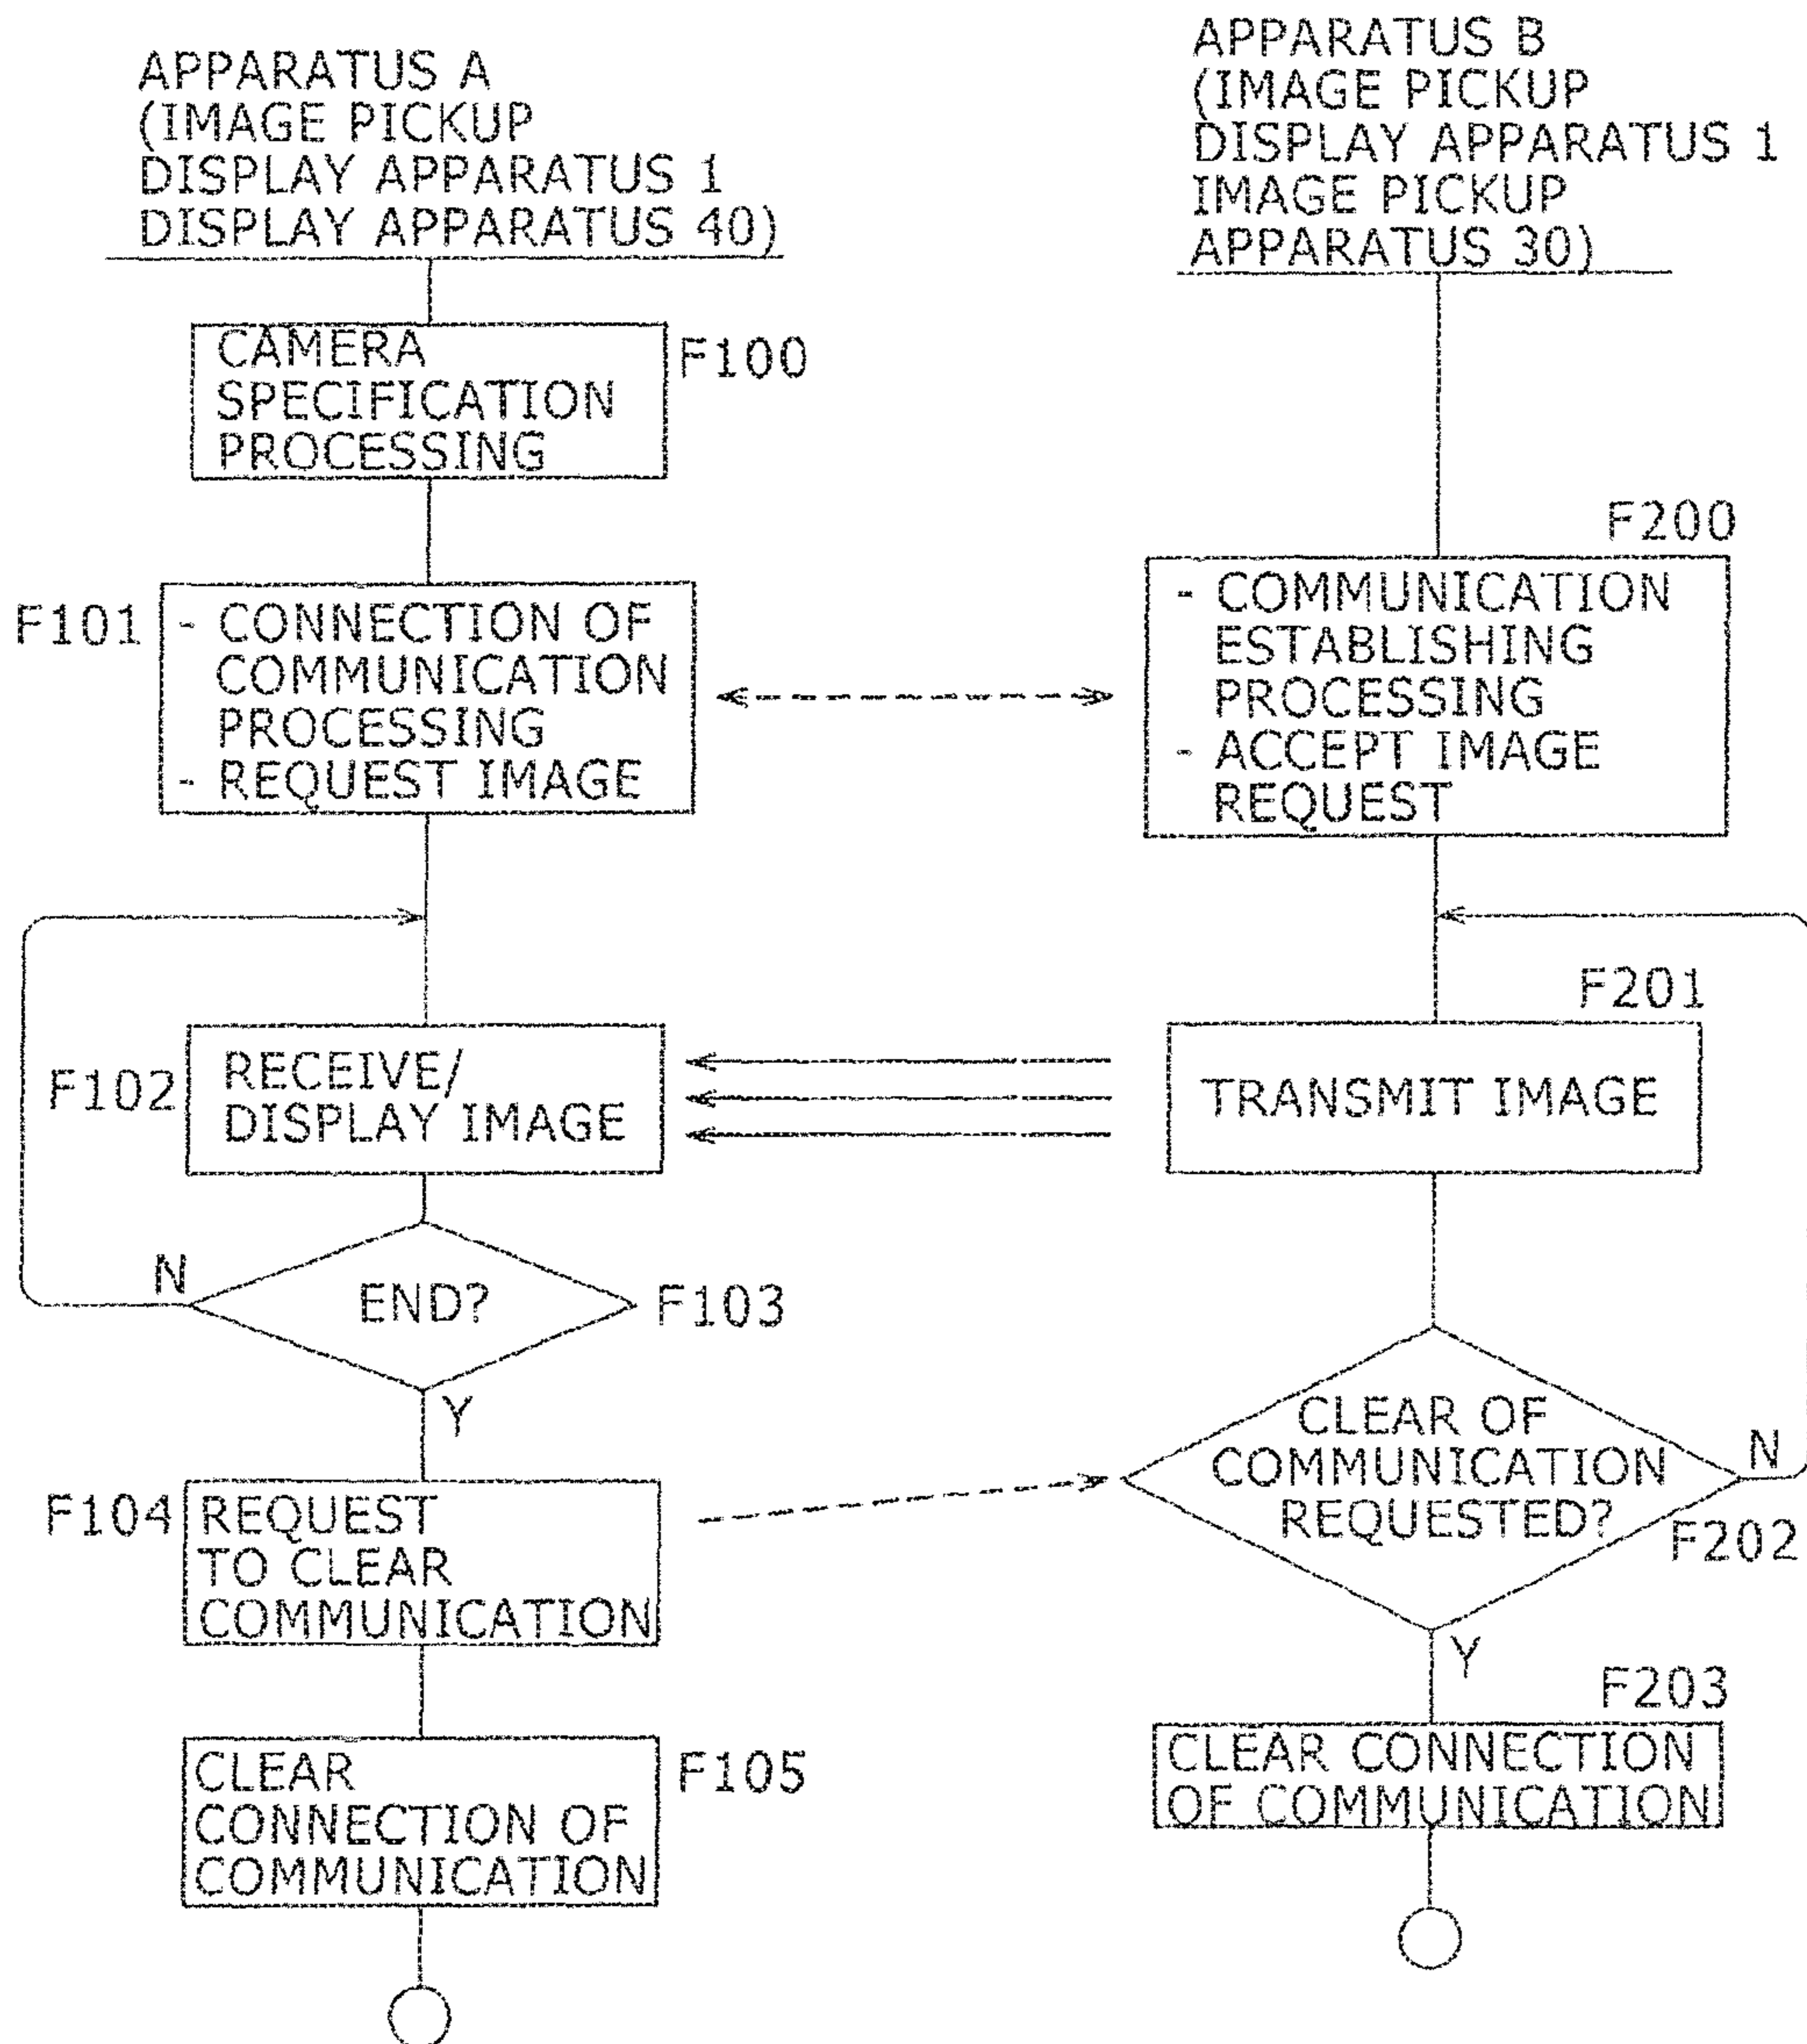 APPARATUS A
(IMAGE PICKUP
DISPLAY APPARATUS 1
DISPLAY APPARATUS 40)
CAMERA
SPECIFICATION
PROCESSING
F100
F101
- CONNECTION OF
COMMUNICATION
PROCESSING
- REQUEST IMAGE
F102
RECEIVE/
DISPLAY IMAGE
N
END?
F103
Y
F104
REQUEST
TO CLEAR
COMMUNICATION
CLEAR
CONNECTION OF
COMMUNICATION
F105
APPARATUS B
(IMAGE PICKUP
DISPLAY APPARATUS 1
IMAGE PICKUP
APPARATUS 30)
F200
- COMMUNICATION
ESTABLISHING
PROCESSING
- ACCEPT IMAGE
REQUEST
F201
TRANSMIT IMAGE
CLEAR OF
COMMUNICATION
REQUESTED?
N
F202
Y
F203
CLEAR CONNECTION
OF COMMUNICATION